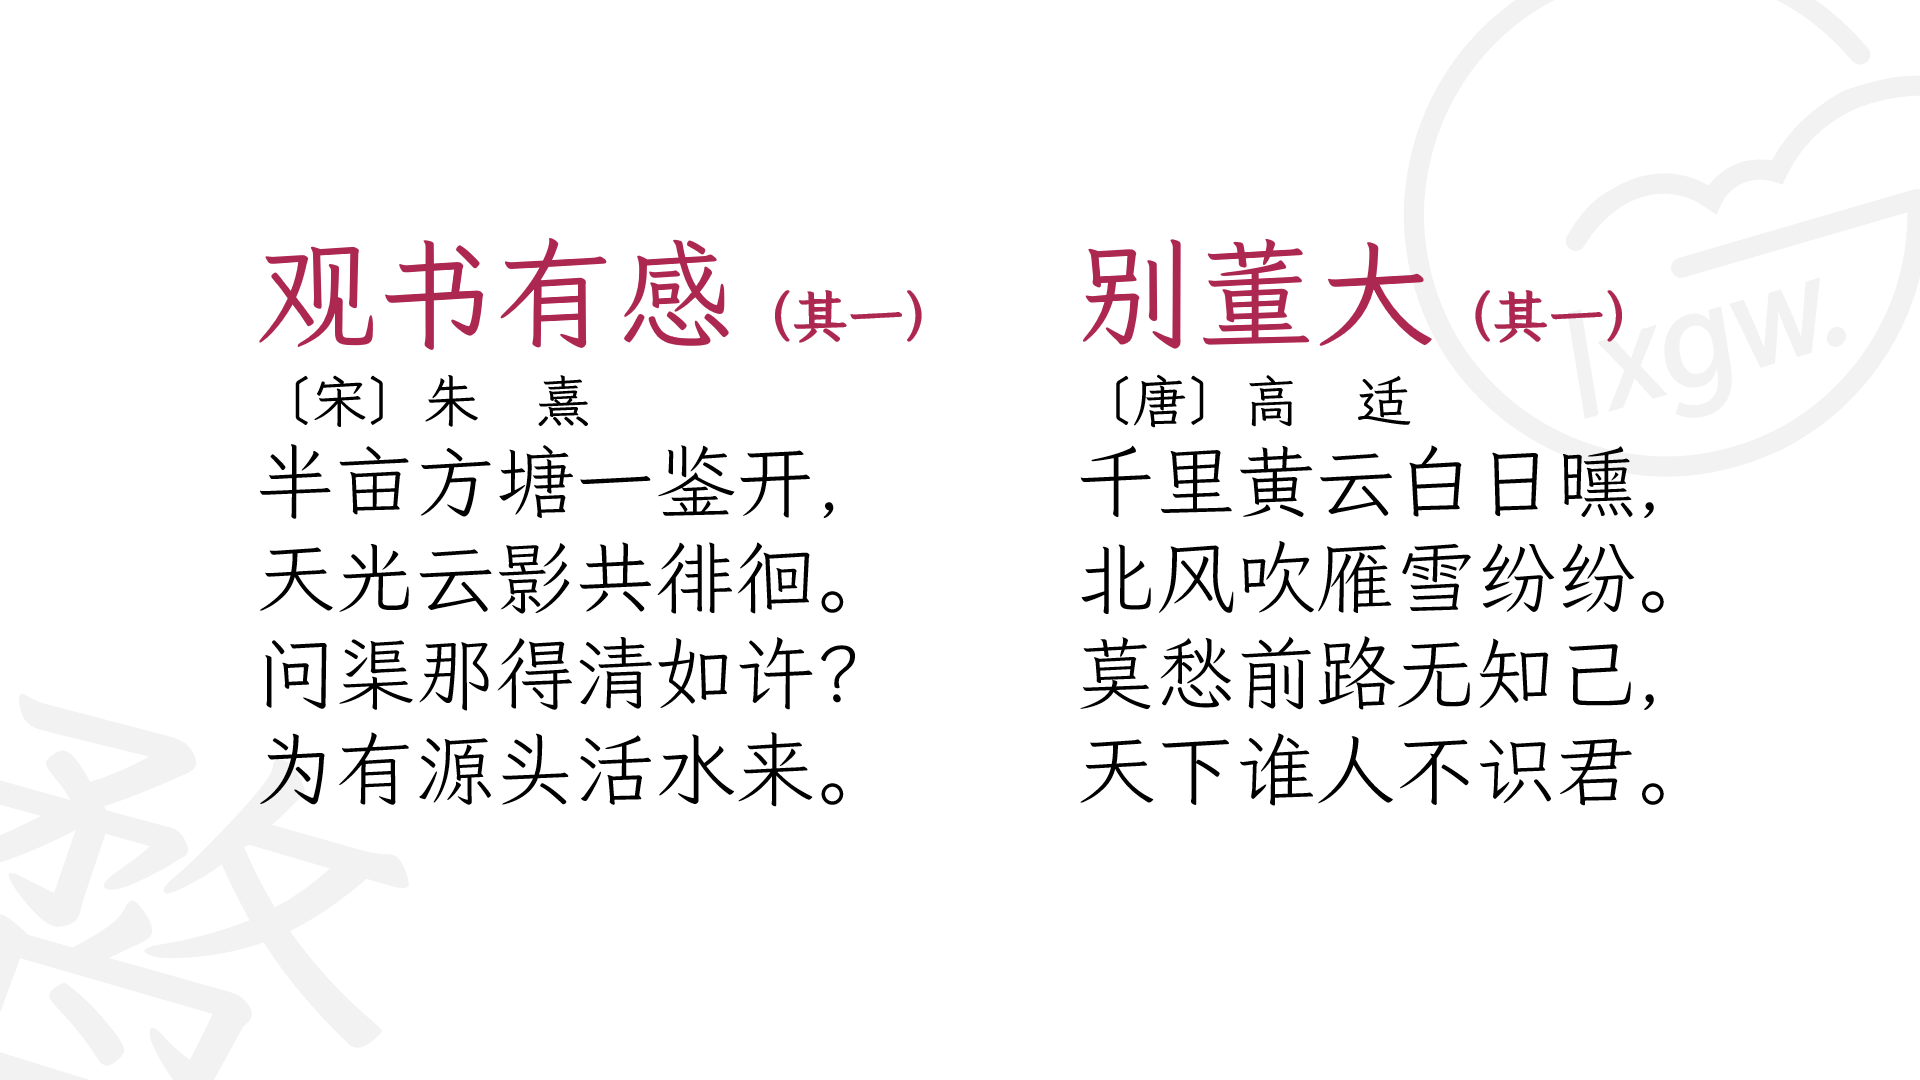 观书有感（其一）
〔宋〕朱　熹
半亩方塘一鉴开，
天光云影共徘徊。
问渠那得清如许？
为有源头活水来。
别董大（其一）
〔唐〕高　适
千里黄云白日曛，
北风吹雁雪纷纷。
莫愁前路无知己，
天下谁人不识君。
lxgw.